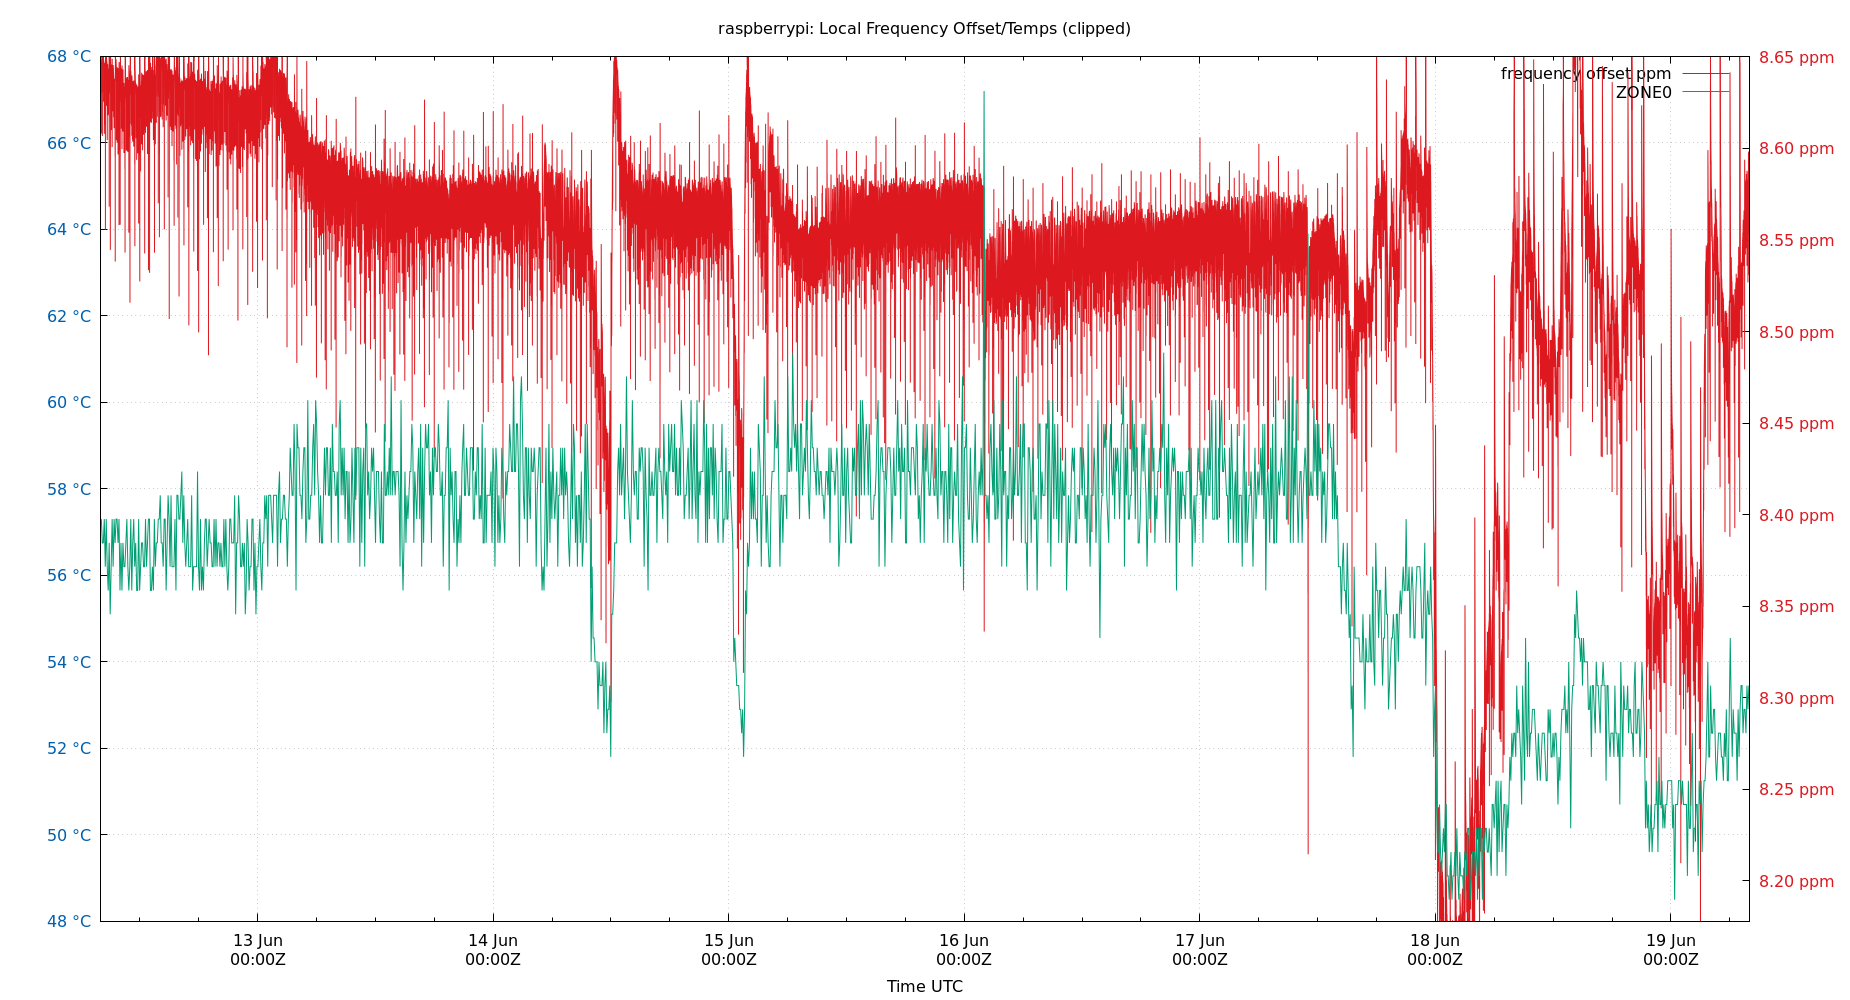 raspberrypi: Local Frequency Offset/Temps (clipped)
68 °C
66 °C
64 °C
62 °C
60 °C
58 °C
56 °C
54 °C
52 °C
50 °C
48 °C
8.65 ppm
8.60 ppm
8.55 ppm
8.50 ppm
8.45 ppm
8.40 ppm
8.35 ppm
8.30 ppm
8.25 ppm
8.20 ppm
frequency offset ppm
ZONE0
13 Jun
00:00Z
14 Jun
00:00Z
15 Jun
00:00Z
16 Jun
00:00Z
17 Jun
00:00Z
18 Jun
00:00Z
19 Jun
00:00Z
Time UTC